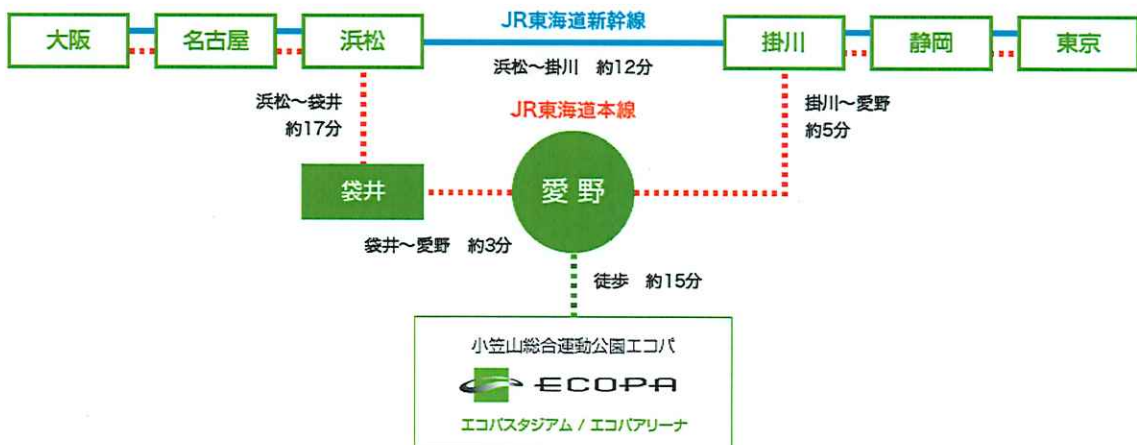 JR東海道新幹線
大阪
名古屋
浜松
掛川
静岡
東京
浜松〜掛川 約12分
浜松〜袋井
約17分
JR東海道本線
掛川〜愛野
約5分
袋井
愛野
袋井〜愛野 約3分
徒歩 約15分
小笠山総合運動公園エコパ
ECOPA
エコパスタジアム / エコパアリーナ